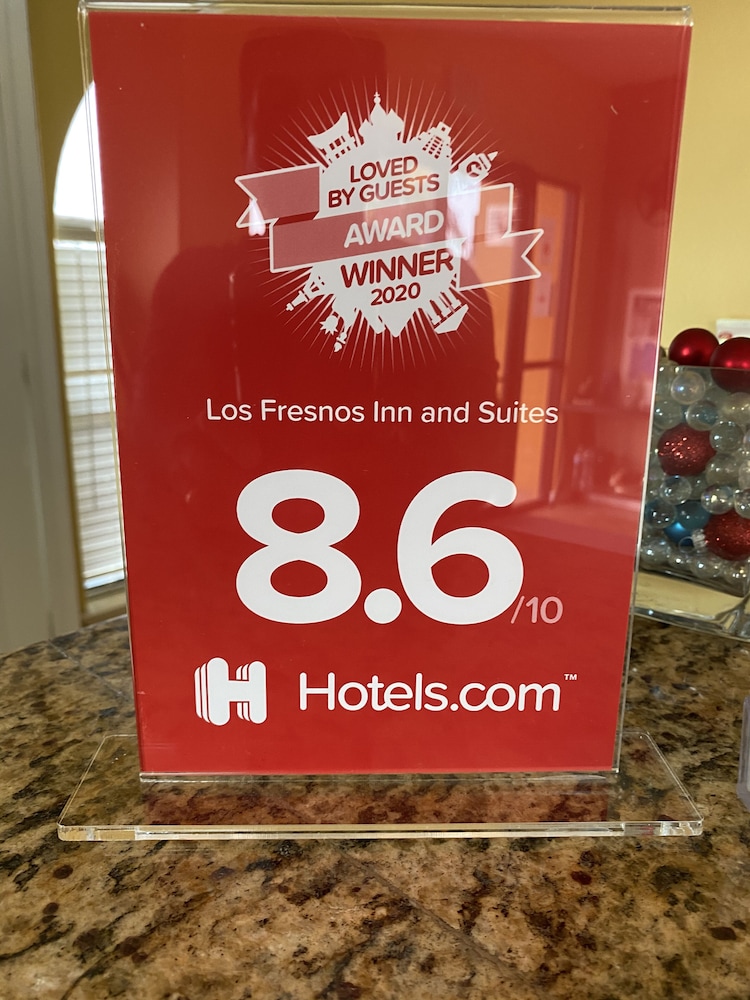 LOVED
BY GUESTS
AWARD
WINNER
2020
Los Fresnos Inn and Suites
8.6/10
H Hotels.com™